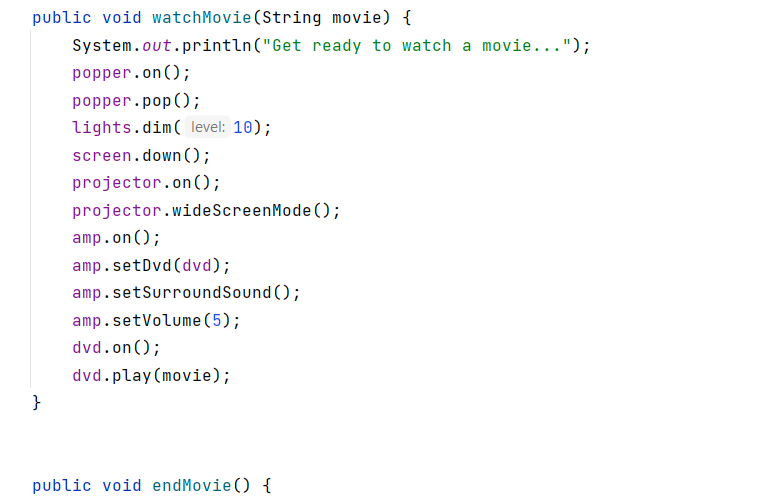 public void watchMovie(String movie) {
    System.out.println("Get ready to watch a movie...");
    popper.on();
    popper.pop();
    lights.dim( level: 10);
    screen.down();
    projector.on();
    projector.wideScreenMode();
    amp.on();
    amp.setDvd(dvd);
    amp.setSurroundSound();
    amp.setVolume(5);
    dvd.on();
    dvd.play(movie);
}
public void endMovie() {